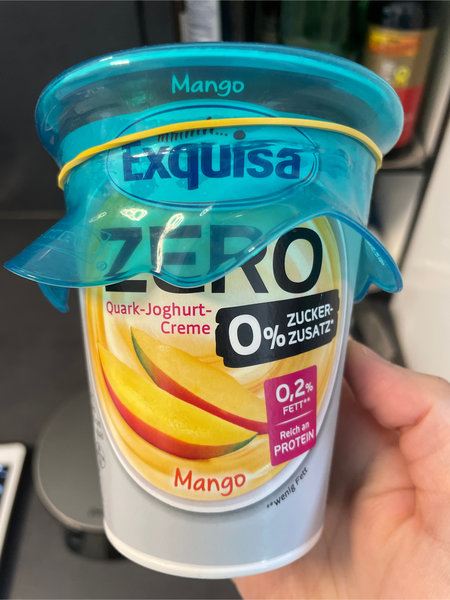 Mango
Exquisa
ZERO
Quark-Joghurt-
Creme
0% ZUCKER-
ZUSATZ*
0,2%
FETT**
Reich an
PROTEIN
Mango
**wenig Fett